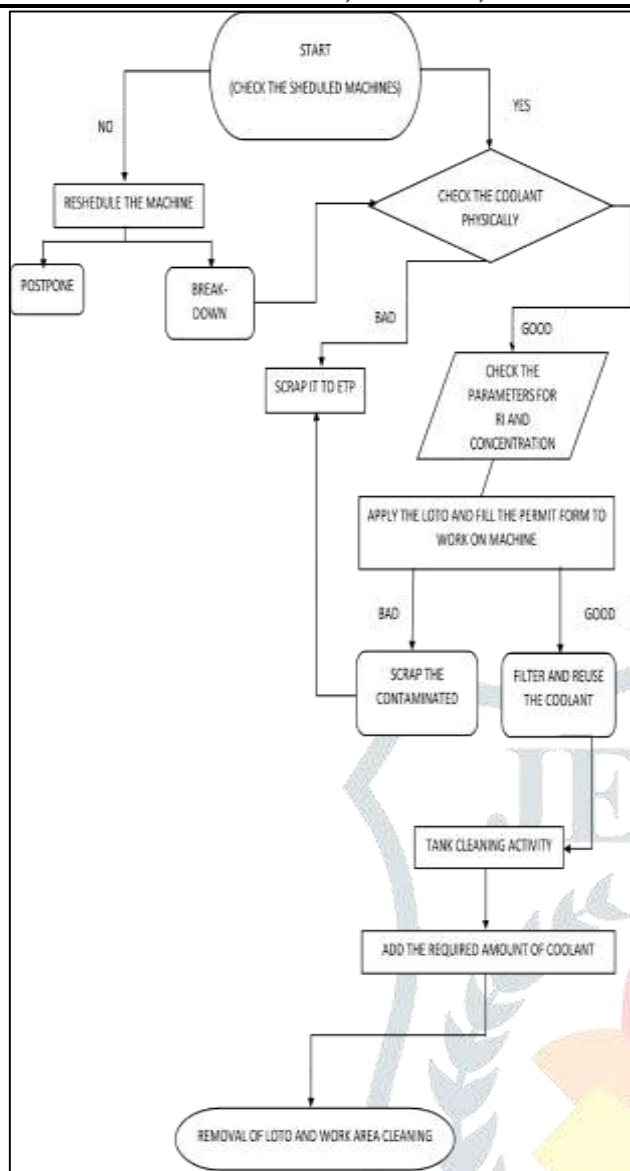 START
(CHECK THE SHEDULED MACHINES)
NO
YES
RESHEDULE THE MACHINE
CHECK THE COOLANT
PHYSICALLY
POSTPONE
BREAK-
DOWN
BAD
GOOD
SCRAP IT TO ETP
CHECK THE
PARAMETERS FOR
RI AND
CONCENTRATION
APPLY THE LOTO AND FILL THE PERMIT FORM TO
WORK ON MACHINE
BAD
GOOD
SCRAP THE
CONTAMINATED
FILTER AND REUSE
THE COOLANT
JE
TANK CLEANING ACTIVITY
ADD THE REQUIRED AMOUNT OF COOLANT
REMOVAL OF LOTO AND WORK AREA CLEANING